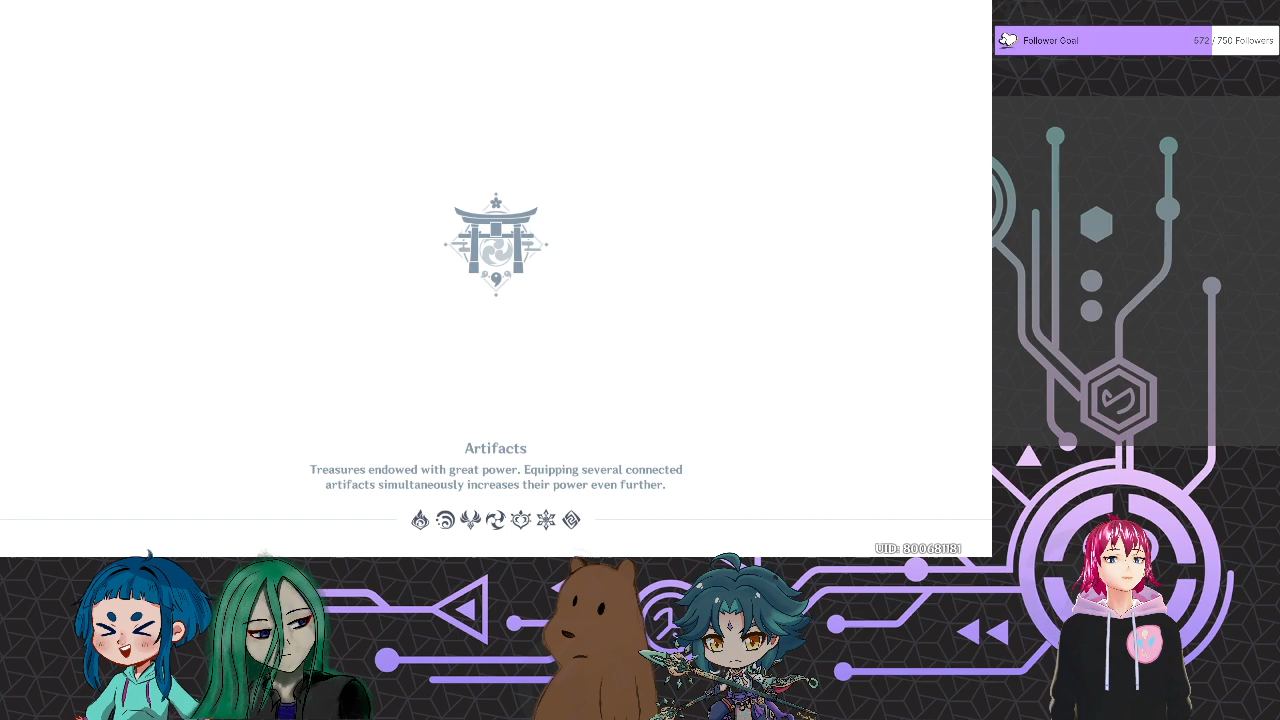 Follower Goal 572 / 750 Followers
Artifacts
Treasures endowed with great power. Equipping several connected
artifacts simultaneously increases their power even further.
UID: 800681181